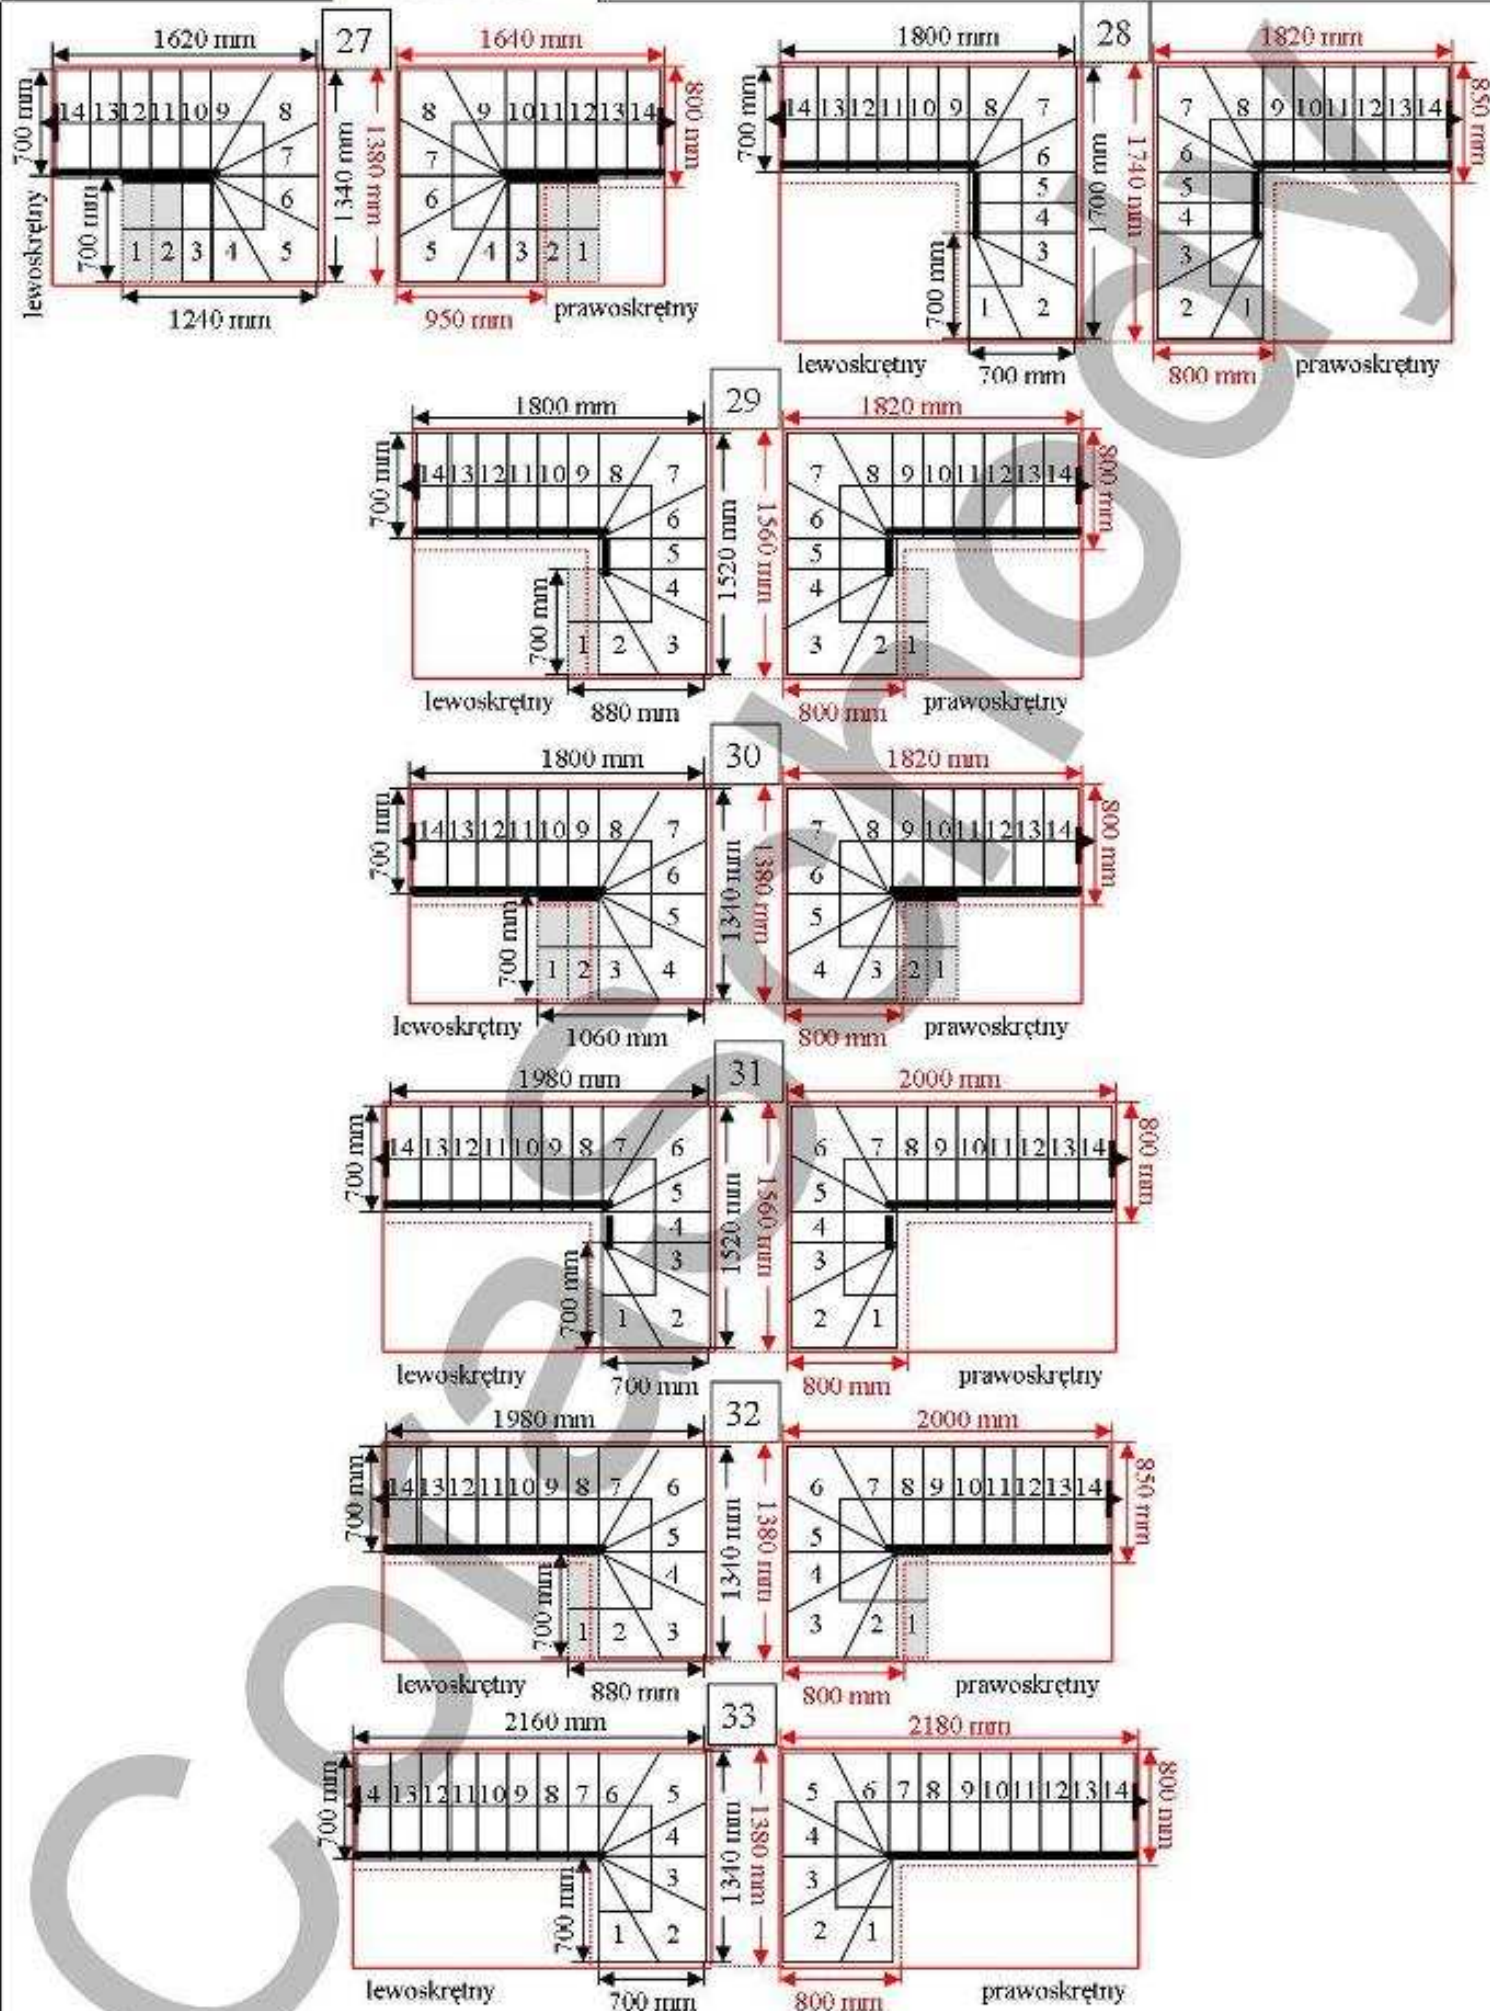 27
1620 mm
1640 mm
700 mm
14 13 12 11 10 9 8
7
6
1 2 3 4 5
700 mm
1340 mm
1380 mm
1240 mm
lewoskrętny
8 9 10 11 12 13 14
7
6
5 4 3 2 1
800 mm
950 mm
prawoskrętny
28
1800 mm
1820 mm
700 mm
14 13 12 11 10 9 8 7
6
5
4
3
1 2
700 mm
1700 mm
1740 mm
lewoskrętny
700 mm
7 8 9 10 11 12 13 14
6
5
4
3
2 1
850 mm
800 mm
prawoskrętny
29
1800 mm
1820 mm
700 mm
14 13 12 11 10 9 8 7
6
5
4
1 2 3
700 mm
1520 mm
1560 mm
lewoskrętny
880 mm
7 8 9 10 11 12 13 14
6
5
4
3 2 1
800 mm
800 mm
prawoskrętny
30
1800 mm
1820 mm
700 mm
14 13 12 11 10 9 8 7
6
5
1 2 3 4
700 mm
1340 mm
1380 mm
lewoskrętny
1060 mm
7 8 9 10 11 12 13 14
6
5
4 3 2 1
800 mm
800 mm
prawoskrętny
31
1980 mm
2000 mm
700 mm
14 13 12 11 10 9 8 7 6
5
4
3
1 2
700 mm
1520 mm
1560 mm
lewoskrętny
700 mm
6 7 8 9 10 11 12 13 14
5
4
3
2 1
800 mm
800 mm
prawoskrętny
32
1980 mm
2000 mm
700 mm
14 13 12 11 10 9 8 7 6
5
4
1 2 3
700 mm
1340 mm
1380 mm
lewoskrętny
880 mm
6 7 8 9 10 11 12 13 14
5
4
3 2 1
850 mm
800 mm
prawoskrętny
33
2160 mm
2180 mm
700 mm
14 13 12 11 10 9 8 7 6 5
4
3
1 2
700 mm
1340 mm
1380 mm
lewoskrętny
700 mm
5 6 7 8 9 10 11 12 13 14
4
3
2 1
800 mm
800 mm
prawoskrętny
CoraSchody